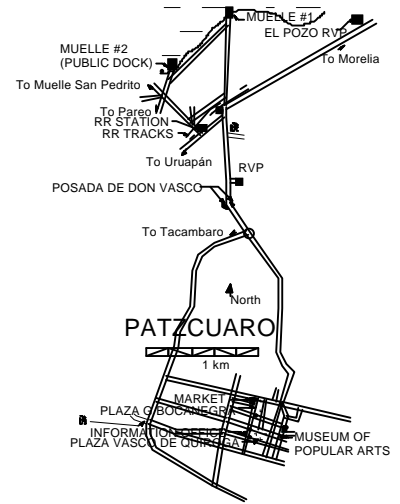 MUELLE #1
EL POZO RVP
MUELLE #2
(PUBLIC DOCK)
To Morelia
To Muelle San Pedrito
To Pareo
RR STATION
RR TRACKS
To Uruapán
RVP
POSADA DE DON VASCO
To Tacambaro
North
PATZCUARO
1 km
MARKET
PLAZA G BOCANEGRA
INFORMATION OFFICE
PLAZA VASCO DE QUIROGA
MUSEUM OF
POPULAR ARTS